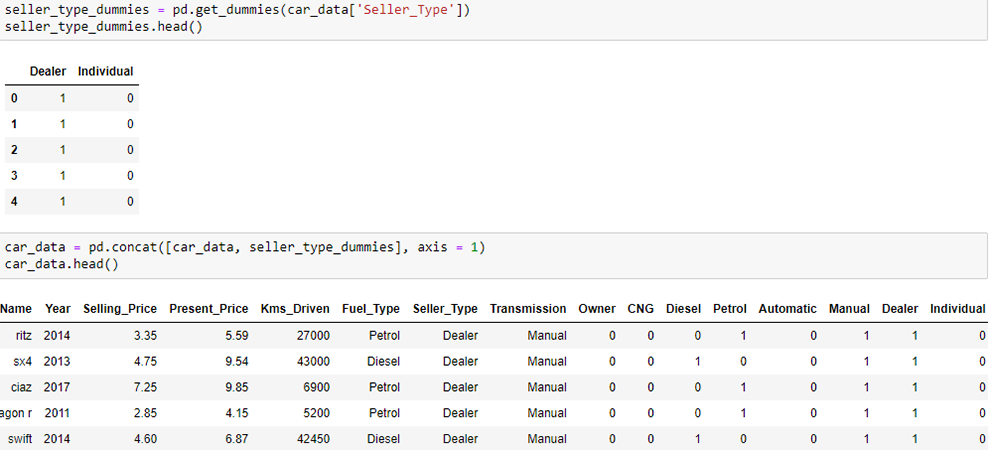 seller_type_dummies = pd.get_dummies(car_data['Seller_Type'])
seller_type_dummies.head()
Dealer Individual
0 1 0
1 1 0
2 1 0
3 1 0
4 1 0
car_data = pd.concat([car_data, seller_type_dummies], axis = 1)
car_data.head()
Name Year Selling_Price Present_Price Kms_Driven Fuel_Type Seller_Type Transmission Owner CNG Diesel Petrol Automatic Manual Dealer Individual
ritz 2014 3.35 5.59 27000 Petrol Dealer Manual 0 0 0 1 0 1 1 0
sx4 2013 4.75 9.54 43000 Diesel Dealer Manual 0 0 1 0 0 1 1 0
ciaz 2017 7.25 9.85 6900 Petrol Dealer Manual 0 0 0 1 0 1 1 0
agon r 2011 2.85 4.15 5200 Petrol Dealer Manual 0 0 0 1 0 1 1 0
swift 2014 4.60 6.87 42450 Diesel Dealer Manual 0 0 1 0 0 1 1 0